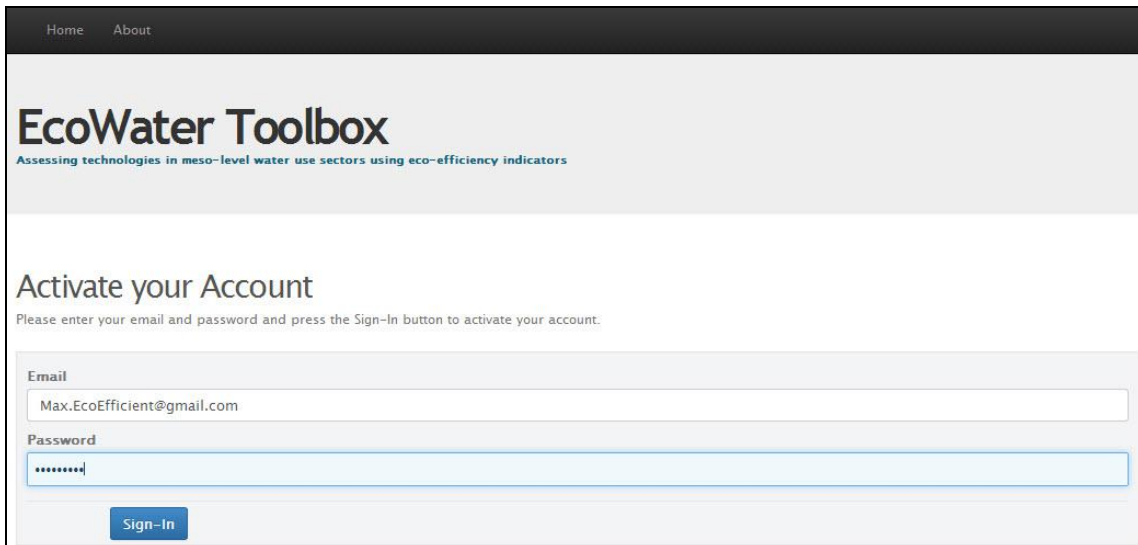 Home About
EcoWater Toolbox
Assessing technologies in meso-level water use sectors using eco-efficiency indicators
Activate your Account
Please enter your email and password and press the Sign-In button to activate your account.
Email
Max.EcoEfficient@gmail.com
Password
•••••••••
Sign-In